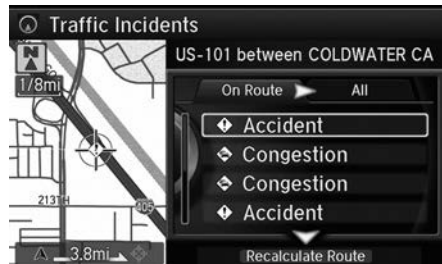 Traffic Incidents
N
US-101 between COLDWATER CA
1/8mi
On Route All
Accident
Congestion
Congestion
213TH
405
Accident
3.8mi
Recalculate Route